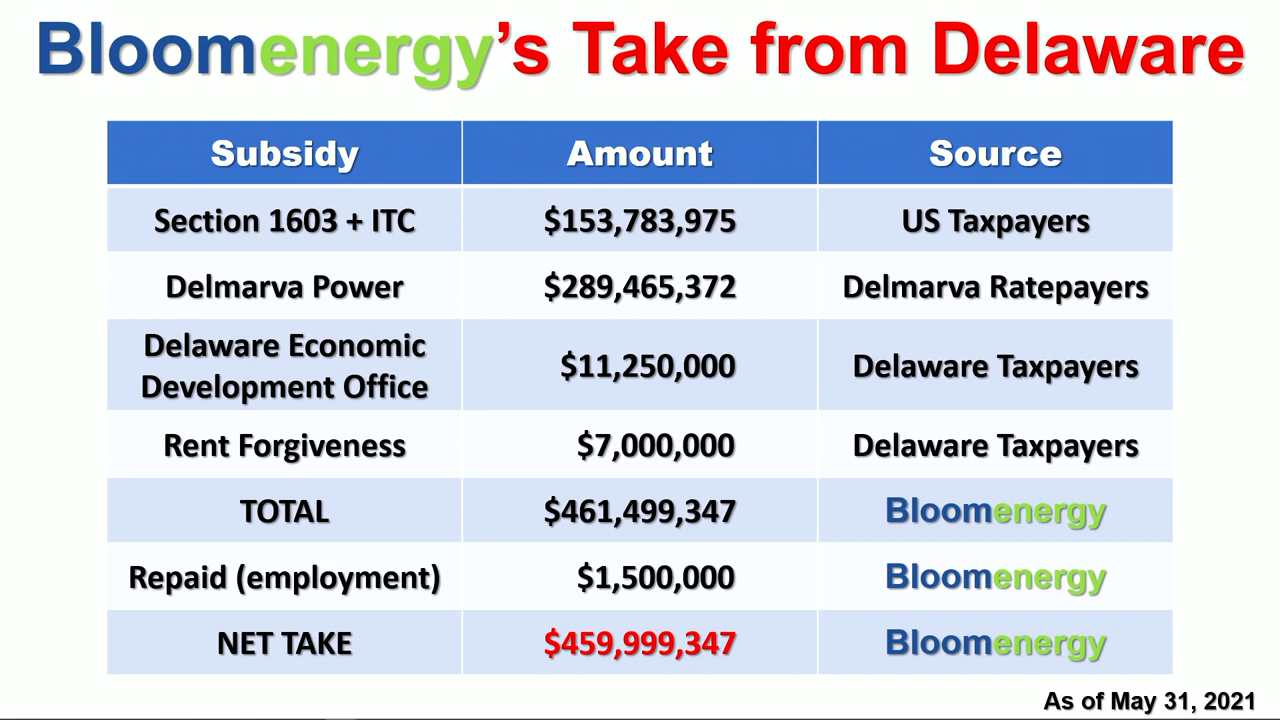 Bloomenergy's Take from Delaware
Subsidy Amount Source
Section 1603 + ITC $153,783,975 US Taxpayers
Delmarva Power $289,465,372 Delmarva Ratepayers
Delaware Economic
Development Office $11,250,000 Delaware Taxpayers
Rent Forgiveness $7,000,000 Delaware Taxpayers
TOTAL $461,499,347 Bloomenergy
Repaid (employment) $1,500,000 Bloomenergy
NET TAKE $459,999,347 Bloomenergy
As of May 31, 2021